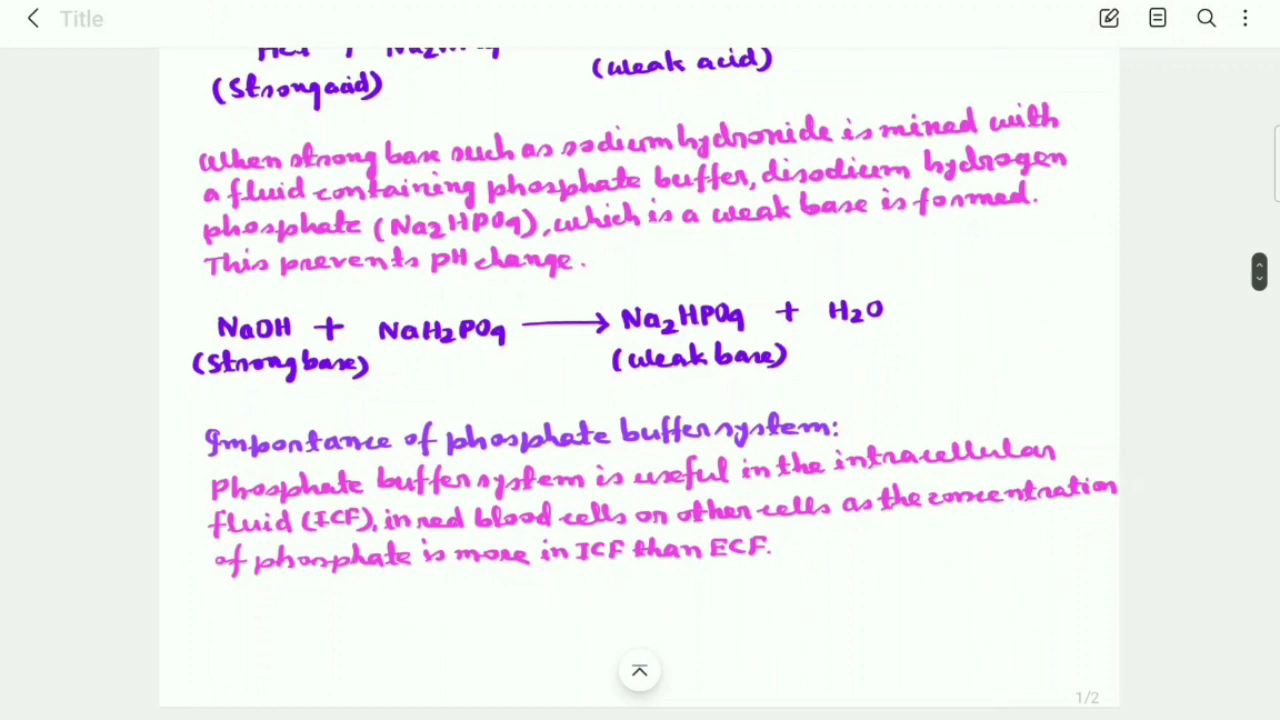 Title
(Strong acid)
(weak acid)
When strong base such as sodium hydroxide is mixed with
a fluid containing phosphate buffer, disodium hydrogen
phosphate (Na2HPO4), which is a weak base is formed.
This prevents pH change.
NaOH + NaH2PO4 → Na2HPO4 + H2O
(Strong base) (weak base)
Importance of phosphate buffer system:
Phosphate buffer system is useful in the intracellular
fluid (ICF), in red blood cells or other cells as the concentration
of phosphate is more in ICF than ECF.
1/2